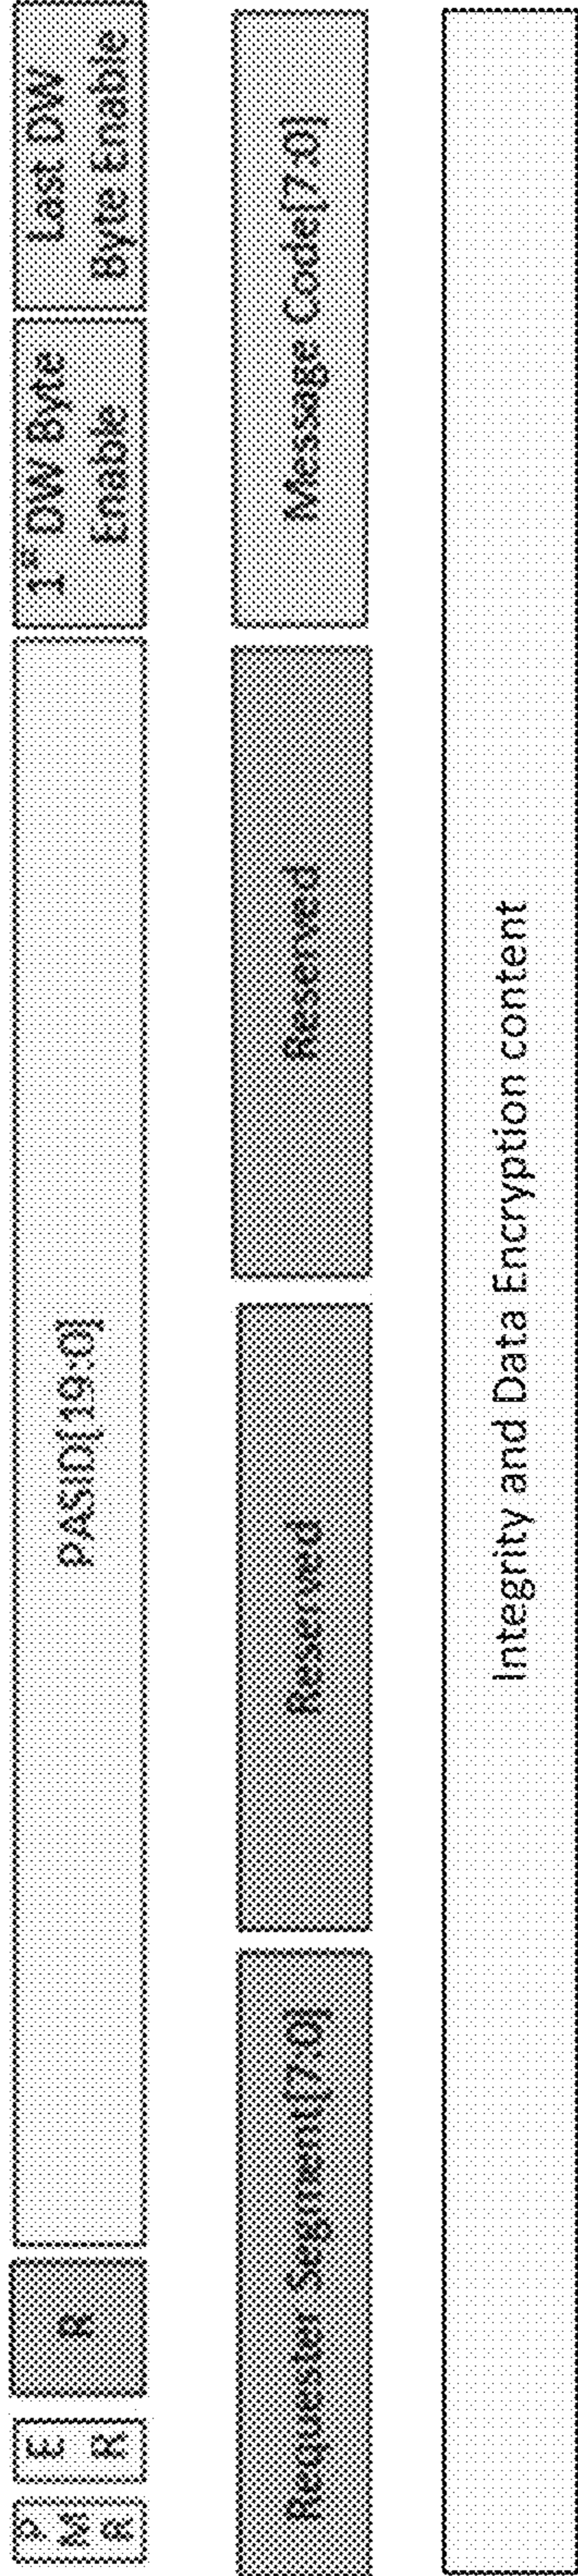 P
M
R
E
R
R
PASID[19:0]
1st DW Byte
Enable
Last DW
Byte Enable
Requester Segment[7:0]
Reserved
Reserved
Message Code[7:0]
Integrity and Data Encryption content